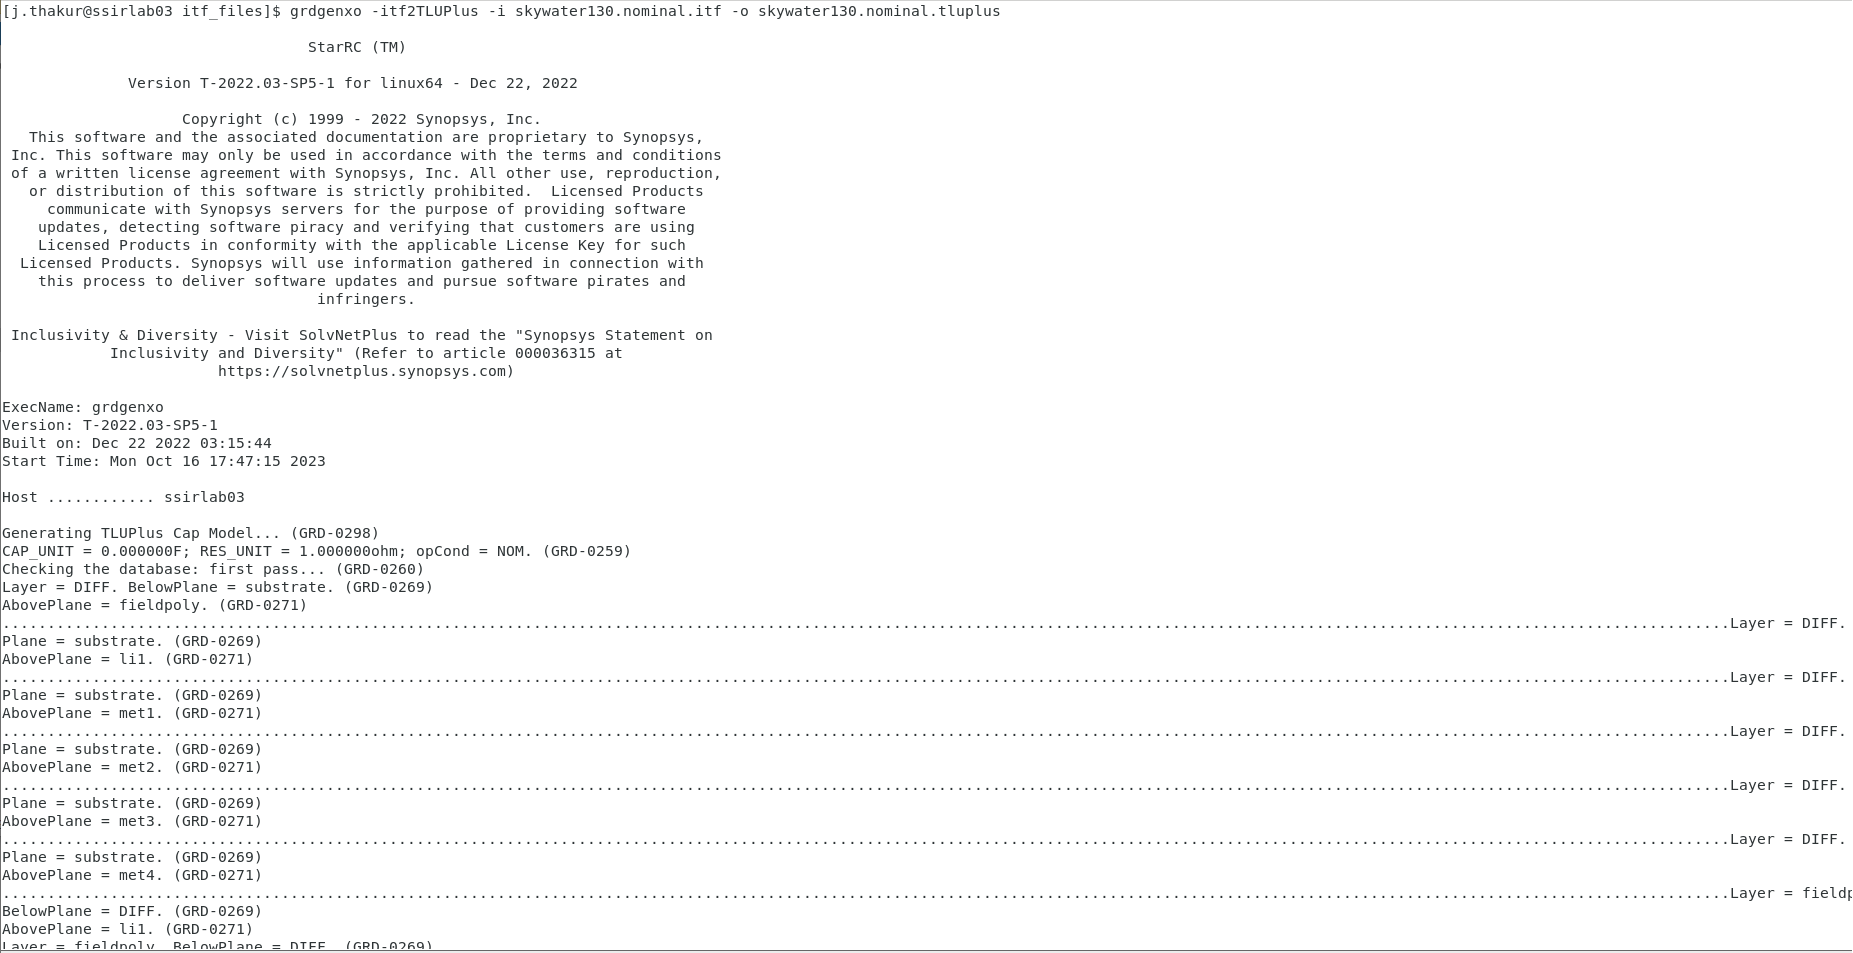 [j.thakur@ssirlab03 itf_files]$ grdgenxo -itf2TLUPlus -i skywater130.nominal.itf -o skywater130.nominal.tluplus
StarRC (TM)
Version T-2022.03-SP5-1 for linux64 - Dec 22, 2022
Copyright (c) 1999 - 2022 Synopsys, Inc.
This software and the associated documentation are proprietary to Synopsys,
Inc. This software may only be used in accordance with the terms and conditions
of a written license agreement with Synopsys, Inc. All other use, reproduction,
or distribution of this software is strictly prohibited.  Licensed Products
communicate with Synopsys servers for the purpose of providing software
updates, detecting software piracy and verifying that customers are using
Licensed Products in conformity with the applicable License Key for such
Licensed Products. Synopsys will use information gathered in connection with
this process to deliver software updates and pursue software pirates and
infringers.
Inclusivity & Diversity - Visit SolvNetPlus to read the "Synopsys Statement on
Inclusivity and Diversity" (Refer to article 000036315 at
https://solvnetplus.synopsys.com)
ExecName: grdgenxo
Version: T-2022.03-SP5-1
Built on: Dec 22 2022 03:15:44
Start Time: Mon Oct 16 17:47:15 2023
Host ............ ssirlab03
Generating TLUPlus Cap Model... (GRD-0298)
CAP_UNIT = 0.000000F; RES_UNIT = 1.000000ohm; opCond = NOM. (GRD-0259)
Checking the database: first pass... (GRD-0260)
Layer = DIFF. BelowPlane = substrate. (GRD-0269)
AbovePlane = fieldpoly. (GRD-0271)
................................................................................................................................................................................................Layer = DIFF.
Plane = substrate. (GRD-0269)
AbovePlane = li1. (GRD-0271)
................................................................................................................................................................................................Layer = DIFF.
Plane = substrate. (GRD-0269)
AbovePlane = met1. (GRD-0271)
................................................................................................................................................................................................Layer = DIFF.
Plane = substrate. (GRD-0269)
AbovePlane = met2. (GRD-0271)
................................................................................................................................................................................................Layer = DIFF.
Plane = substrate. (GRD-0269)
AbovePlane = met3. (GRD-0271)
................................................................................................................................................................................................Layer = DIFF.
Plane = substrate. (GRD-0269)
AbovePlane = met4. (GRD-0271)
................................................................................................................................................................................................Layer = fieldp
BelowPlane = DIFF. (GRD-0269)
AbovePlane = li1. (GRD-0271)
Layer = fieldpoly. BelowPlane = DIFF. (GRD-0269)